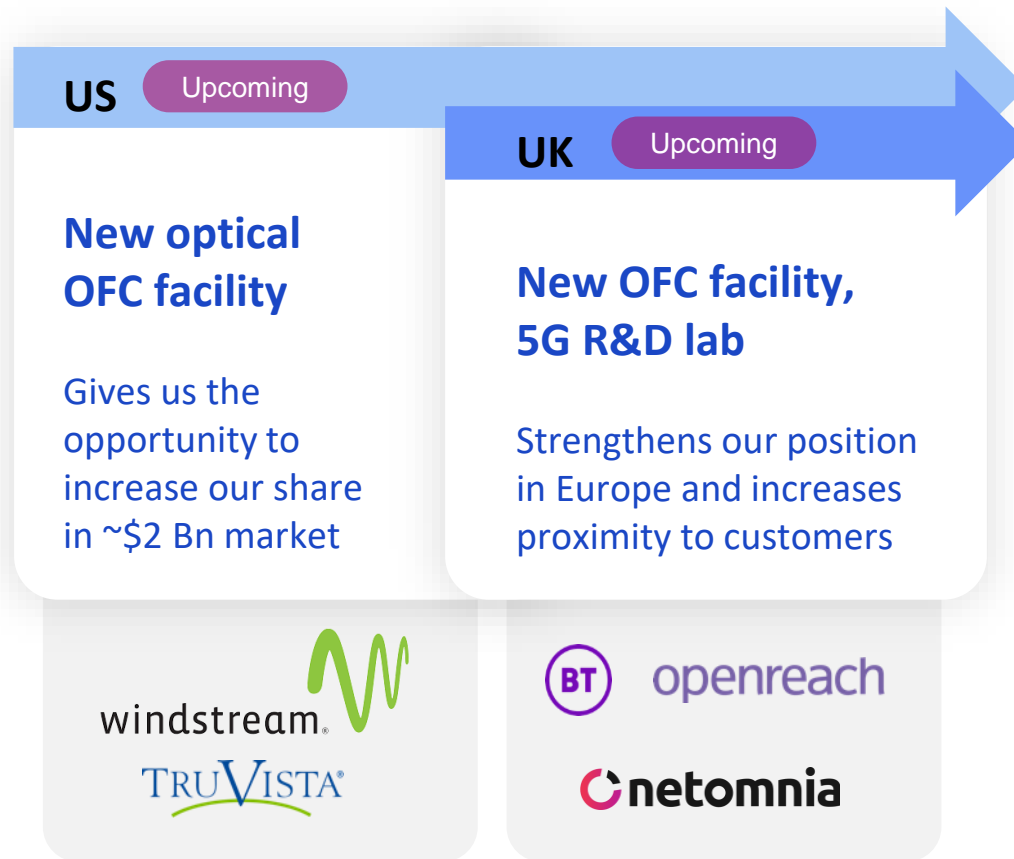 US
Upcoming
New optical
OFC facility
Gives us the
opportunity to
increase our share
in ~$2 Bn market
windstream®
TRUVISTA®
UK
Upcoming
New OFC facility,
5G R&D lab
Strengthens our position
in Europe and increases
proximity to customers
BT
openreach
netomnia